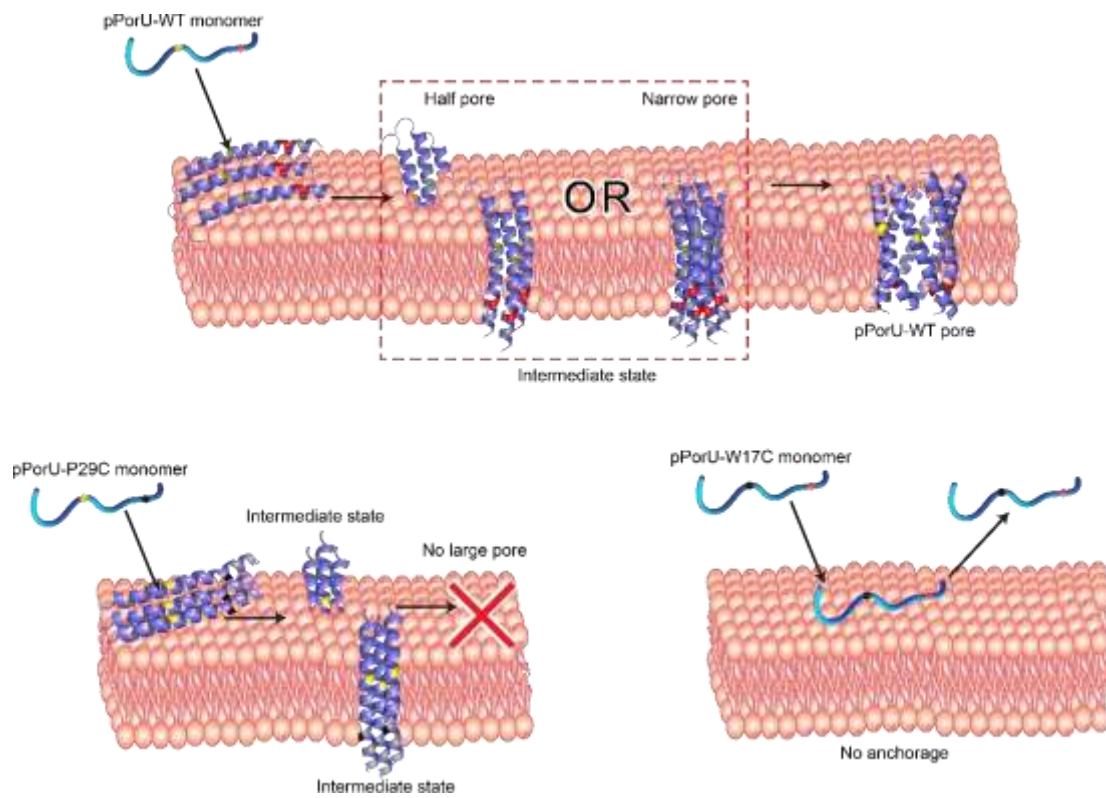 pPorU-WT monomer
Half pore
Narrow pore
OR
pPorU-WT pore
Intermediate state
pPorU-P29C monomer
Intermediate state
No large pore
Intermediate state
pPorU-W17C monomer
No anchorage